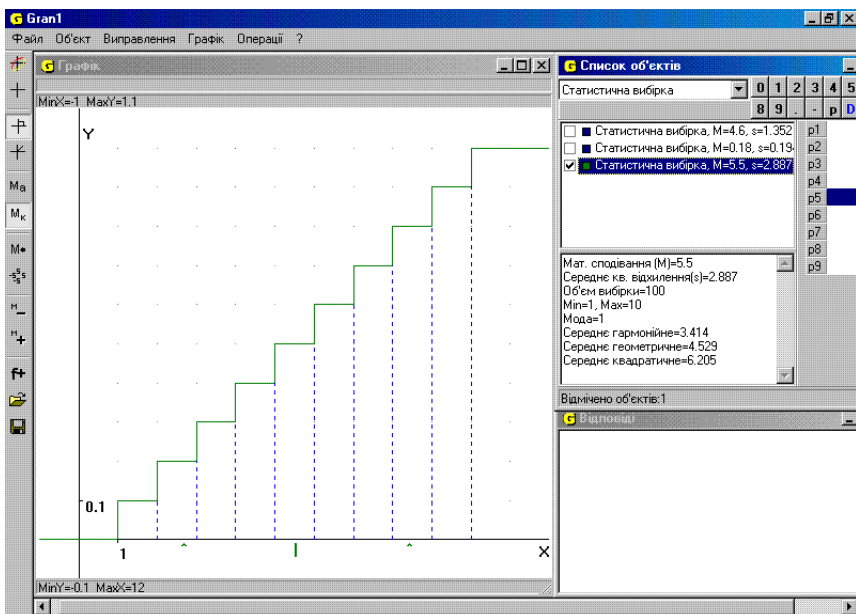 Gran1
Файл Об'єкт Виправлення Графік Операції ?
Графік
MinX=-1 MaxY=1.1
Y
0.1
1
X
MinY=-0.1 MaxX=12
Список об'єктів
Статистична вибірка
0 1 2 3 4 5
8 9 . - p D
Статистична вибірка, M=4.6, s=1.352
Статистична вибірка, M=0.18, s=0.194
Статистична вибірка, M=5.5, s=2.887
p1
p2
p3
p4
p5
p6
p7
p8
p9
Мат. сподівання (M)=5.5
Середнє кв. відхилення(s)=2.887
Об'єм вибірки=100
Min=1, Max=10
Мода=1
Середнє гармонійне=3.414
Середнє геометричне=4.529
Середнє квадратичне=6.205
Відмічено об'єктів:1
Відповіді
Ma
Mк
M
M
M
f+